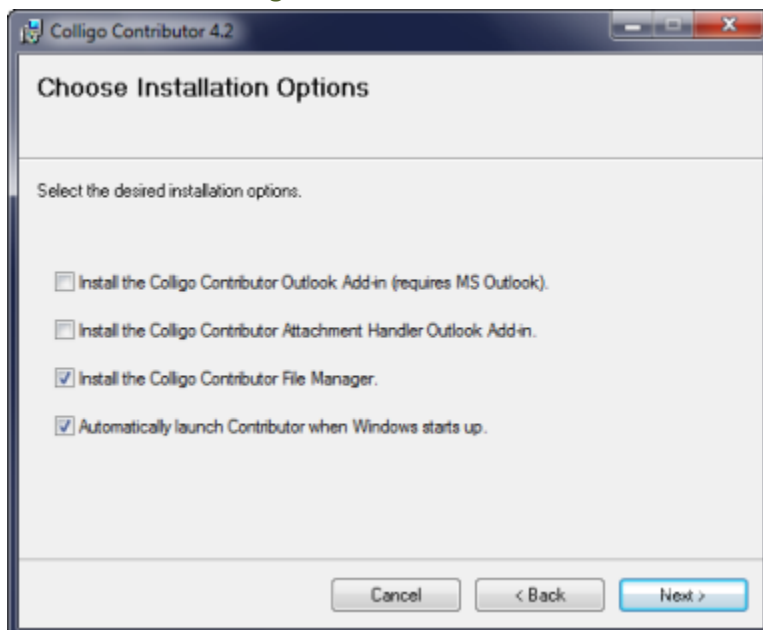 Colligo Contributor 4.2
Choose Installation Options
Select the desired installation options.
Install the Colligo Contributor Outlook Add-in (requires MS Outlook).
Install the Colligo Contributor Attachment Handler Outlook Add-in.
Install the Colligo Contributor File Manager.
Automatically launch Contributor when Windows starts up.
Cancel < Back Next >